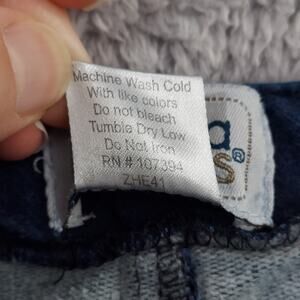 Machine Wash Cold
With like colors
Do not bleach
Tumble Dry Low
Do Not Iron
RN # 107394
ZHE41